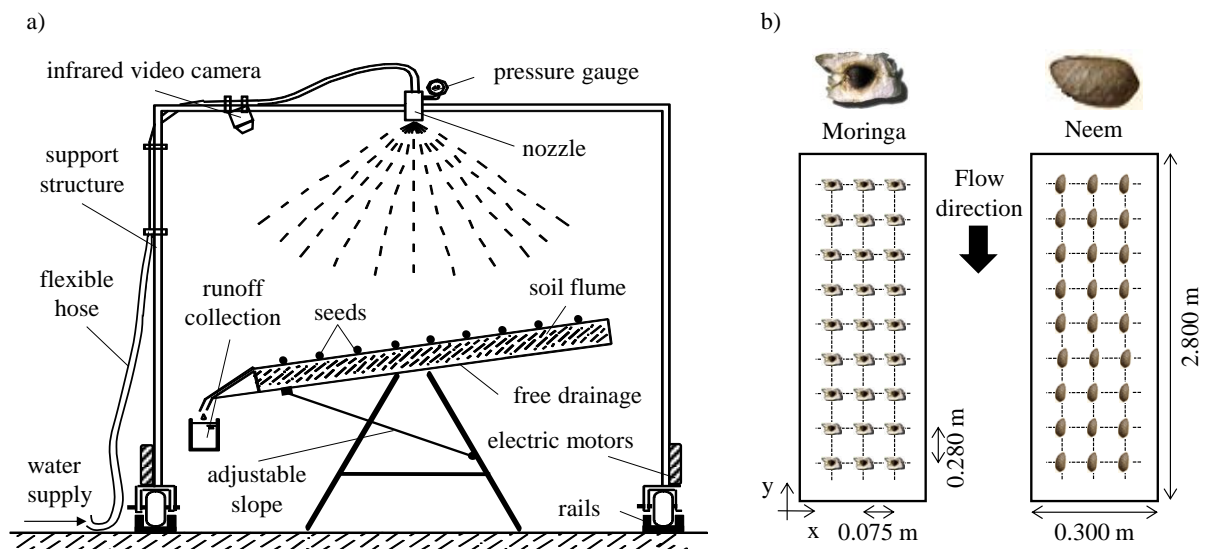 a)
infrared video camera
pressure gauge
nozzle
support
structure
flexible
hose
runoff
collection
seeds
soil flume
free drainage
electric motors
adjustable
slope
water
supply
rails
b)
Moringa
Neem
Flow
direction
2.800 m
0.280 m
y
x
0.075 m
0.300 m